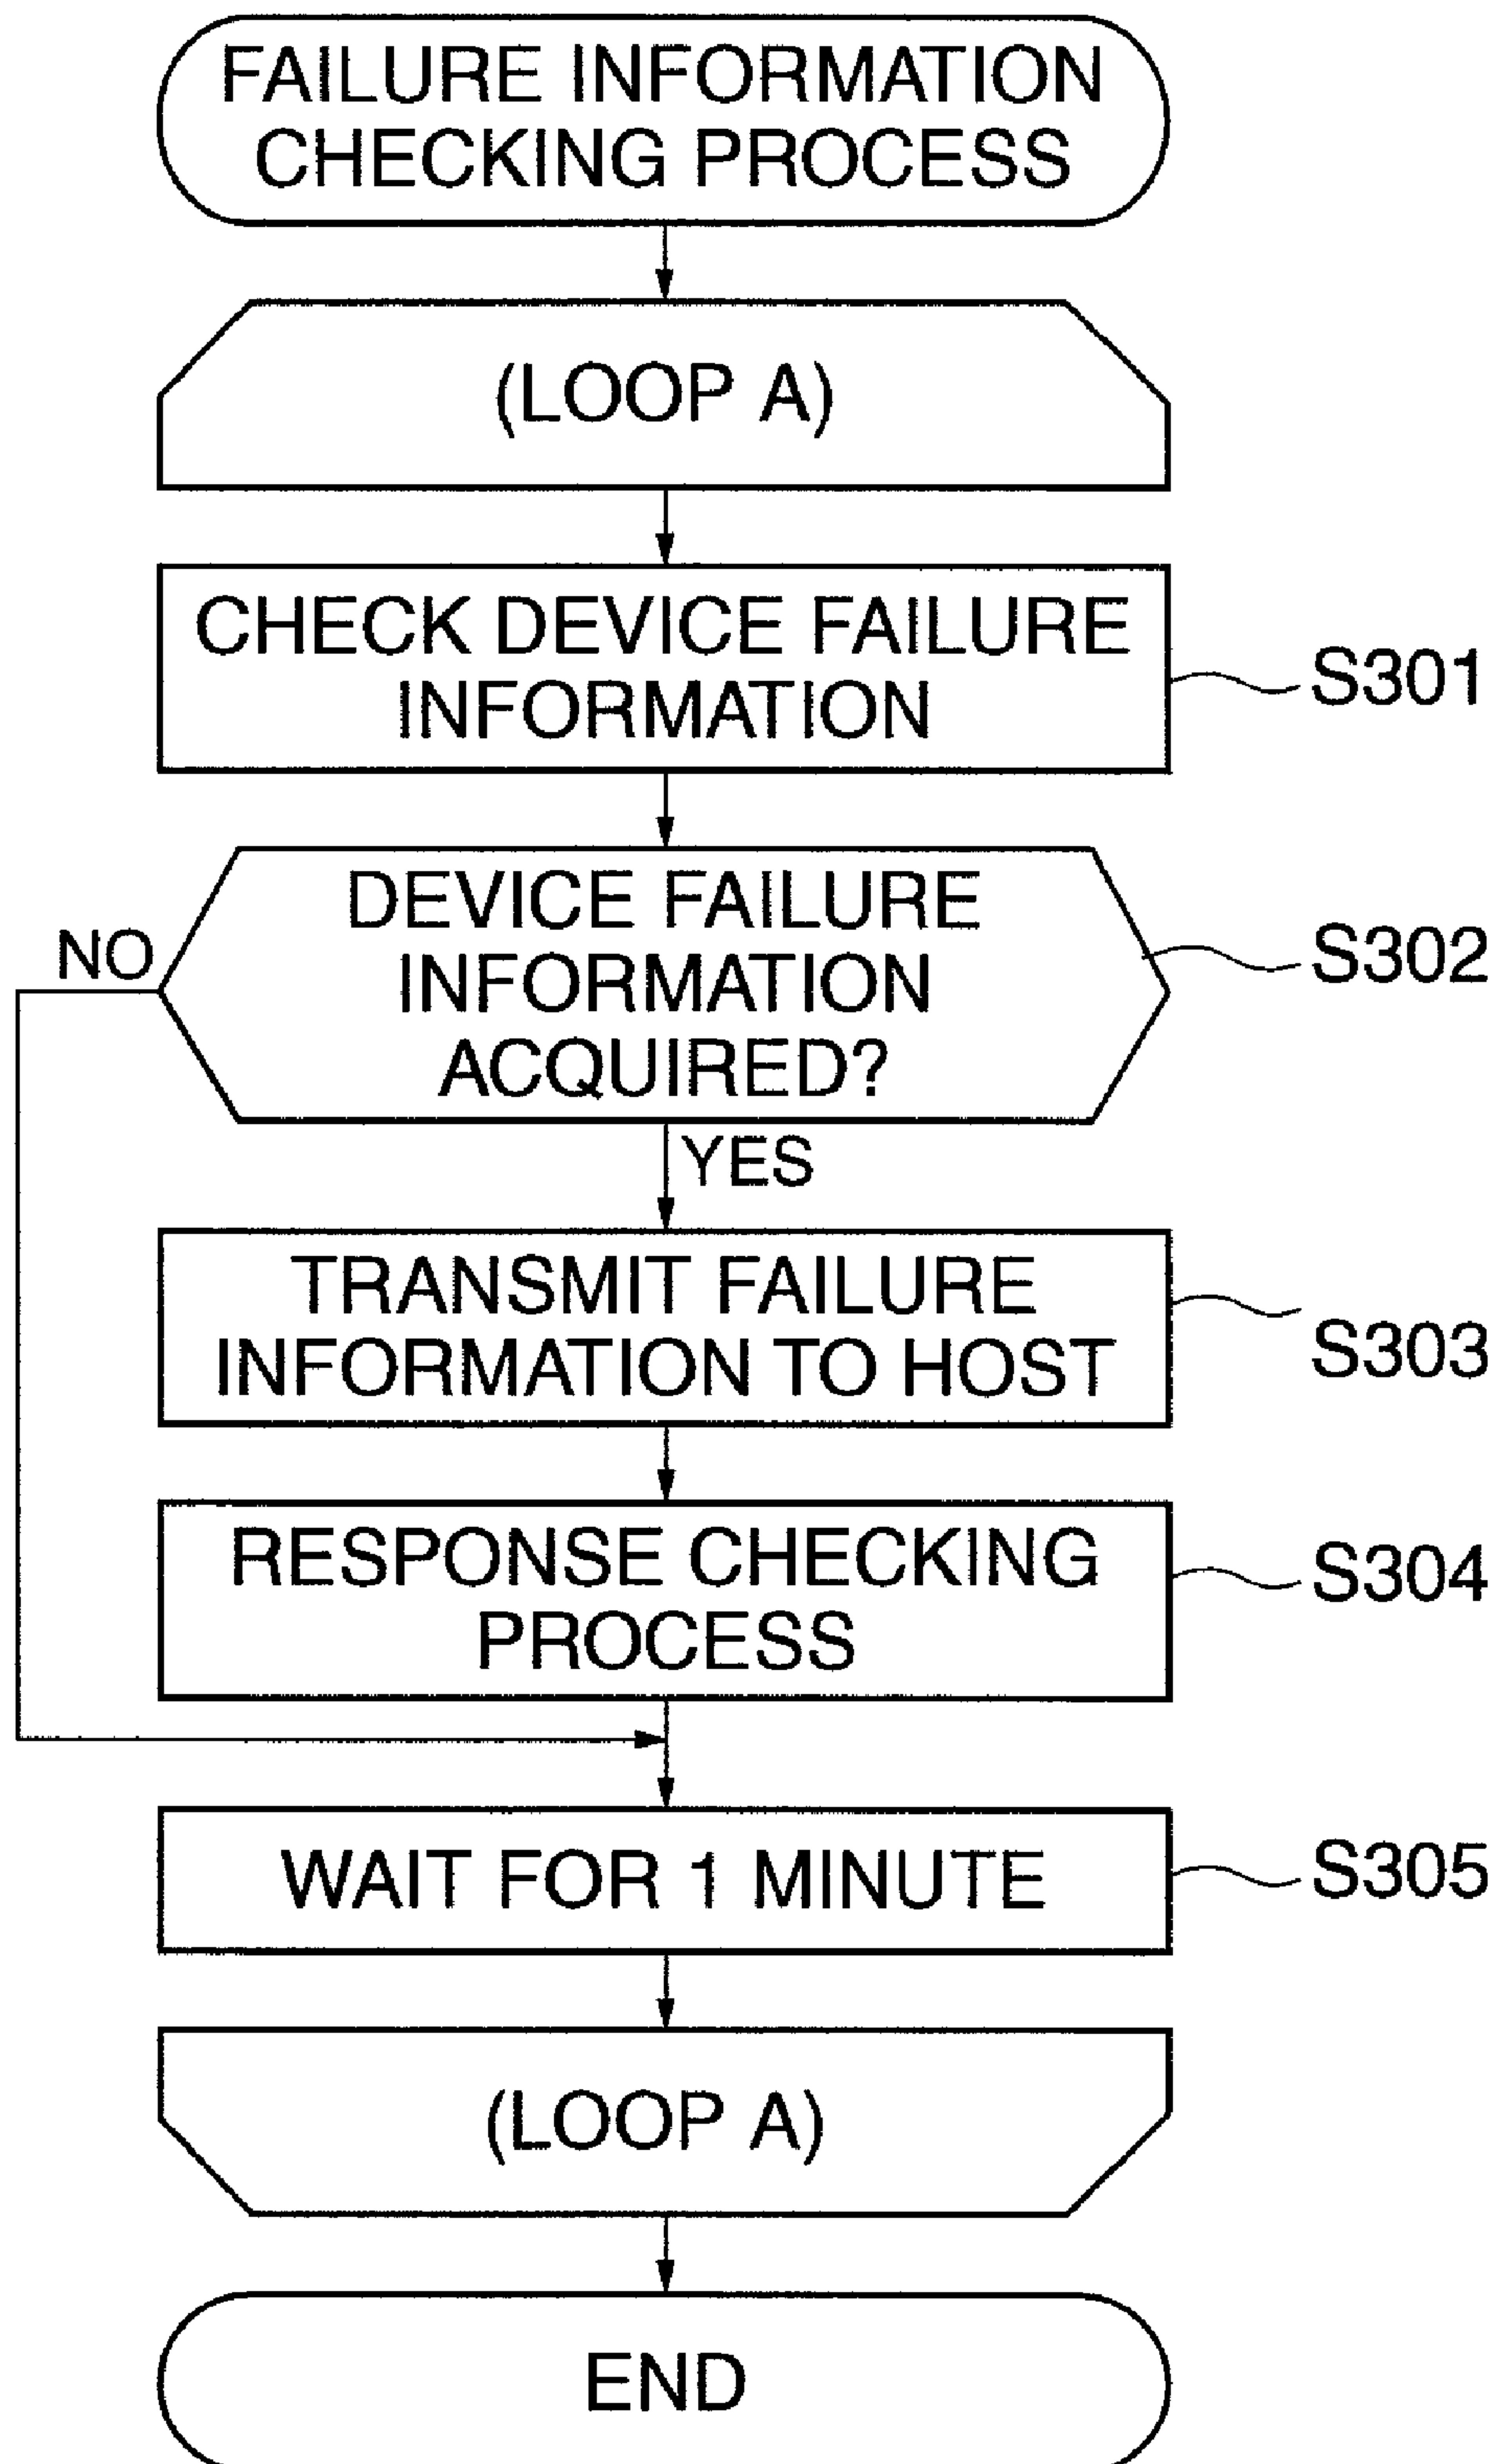 FAILURE INFORMATION
CHECKING PROCESS
(LOOP A)
CHECK DEVICE FAILURE
INFORMATION
S301
DEVICE FAILURE
INFORMATION
ACQUIRED?
S302
NO
YES
TRANSMIT FAILURE
INFORMATION TO HOST
S303
RESPONSE CHECKING
PROCESS
S304
WAIT FOR 1 MINUTE
S305
(LOOP A)
END